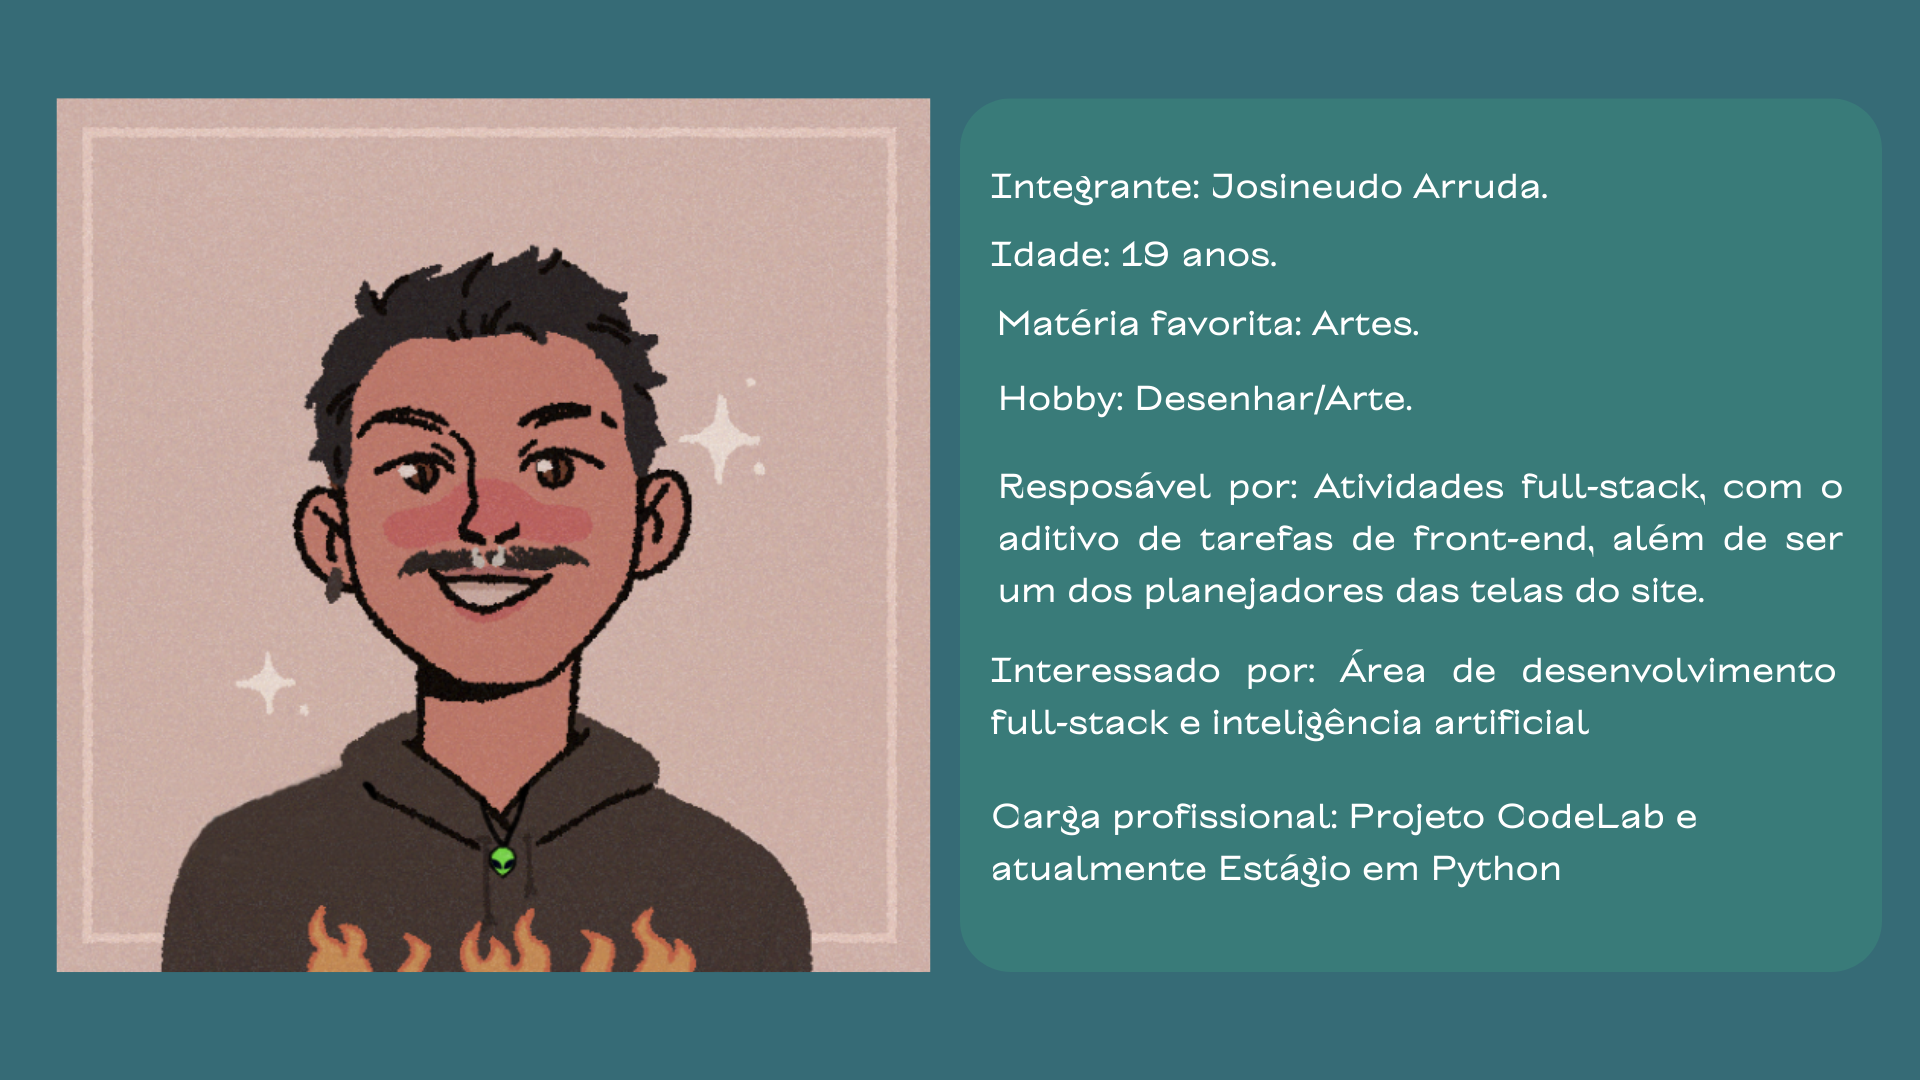 Integrante: Josineudo Arruda.
Idade: 19 anos.
Matéria favorita: Artes.
Hobby: Desenhar/Arte.
Resposável por: Atividades full-stack, com o
aditivo de tarefas de front-end, além de ser
um dos planejadores das telas do site.
Interessado por: Área de desenvolvimento
full-stack e inteligência artificial
Carga profissional: Projeto CodeLab e
atualmente Estágio em Python